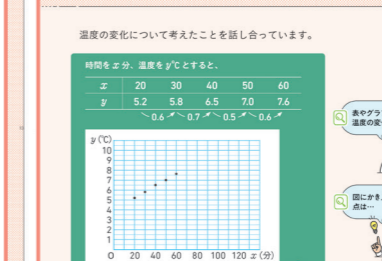 温度の変化について考えたことを話し合っています。
時間をx分、温度をy℃とすると、
x 20 30 40 50 60
y 5.2 5.8 6.5 7.0 7.6
0.6 0.7 0.5 0.6
表やグラ
温度の変
y(℃)
10
9
8
7
6
5
4
3
2
1
O 20 40 60 80 100 120 x(分)
図にかき
点は…